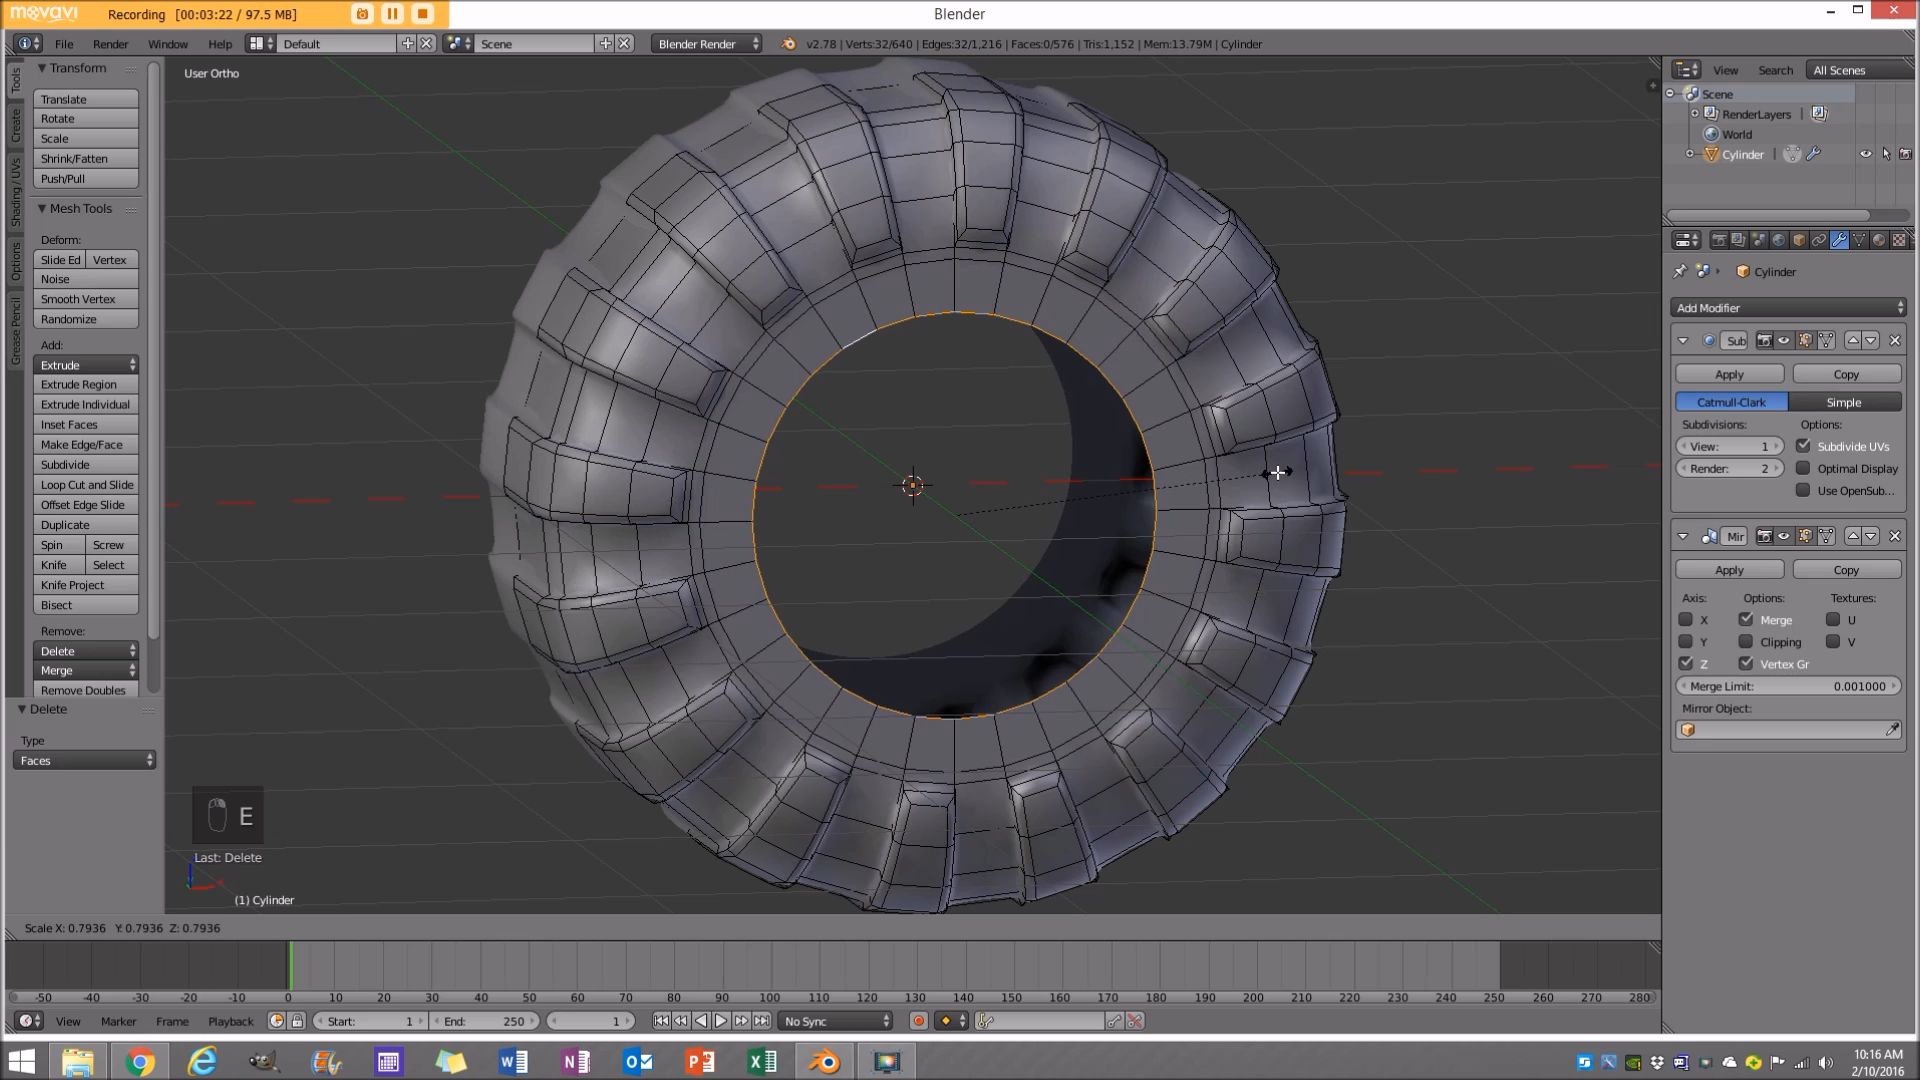 movavi Recording [00:03:22 / 97.5 MB] Blender
File Render Window Help Default Scene Blender Render v2.78 | Verts:32/640 | Edges:32/1,216 | Faces:0/576 | Tris:1,152 | Mem:13.79M | Cylinder
Tools
Create
Shading / UVs
Options
Grease Pencil
Transform
Translate
Rotate
Scale
Shrink/Fatten
Push/Pull
Mesh Tools
Deform:
Slide Ed Vertex
Noise
Smooth Vertex
Randomize
Add:
Extrude
Extrude Region
Extrude Individual
Inset Faces
Make Edge/Face
Subdivide
Loop Cut and Slide
Offset Edge Slide
Duplicate
Spin Screw
Knife Select
Knife Project
Bisect
Remove:
Delete
Merge
Remove Doubles
Delete
Type
Faces
User Ortho
E
Last: Delete
(1) Cylinder
View Search All Scenes
Scene
RenderLayers
World
Cylinder
Cylinder
Add Modifier
Sub
Apply Copy
Catmull-Clark Simple
Subdivisions: Options:
View: 1 Subdivide UVs
Render: 2 Optimal Display
Use OpenSub...
Mir
Apply Copy
Axis: Options: Textures:
X Merge U
Y Clipping V
Z Vertex Gr
Merge Limit: 0.001000
Mirror Object:
Scale X: 0.7936 Y: 0.7936 Z: 0.7936
-50 -40 -30 -20 -10 0 10 20 30 40 50 60 70 80 90 100 110 120 130 140 150 160 170 180 190 200 210 220 230 240 250 260 270 280
View Marker Frame Playback Start: 1 End: 250 1 No Sync
10:16 AM
2/10/2016